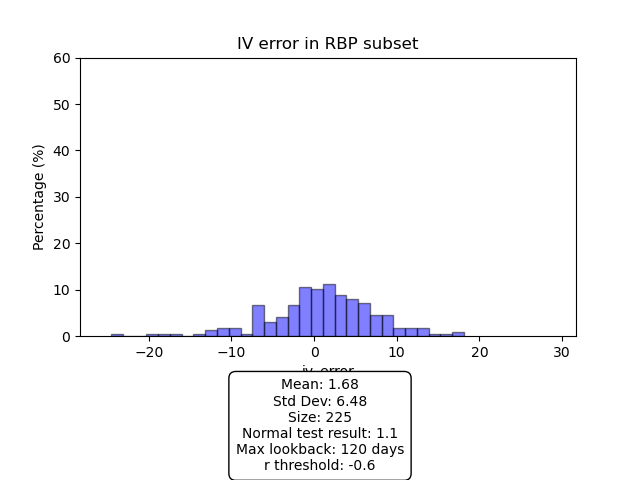 IV error in RBP subset
60
50
40
30
20
10
0
Percentage (%)
−20
−10
0
10
20
30
iv_error
Mean: 1.68
Std Dev: 6.48
Size: 225
Normal test result: 1.1
Max lookback: 120 days
r threshold: -0.6